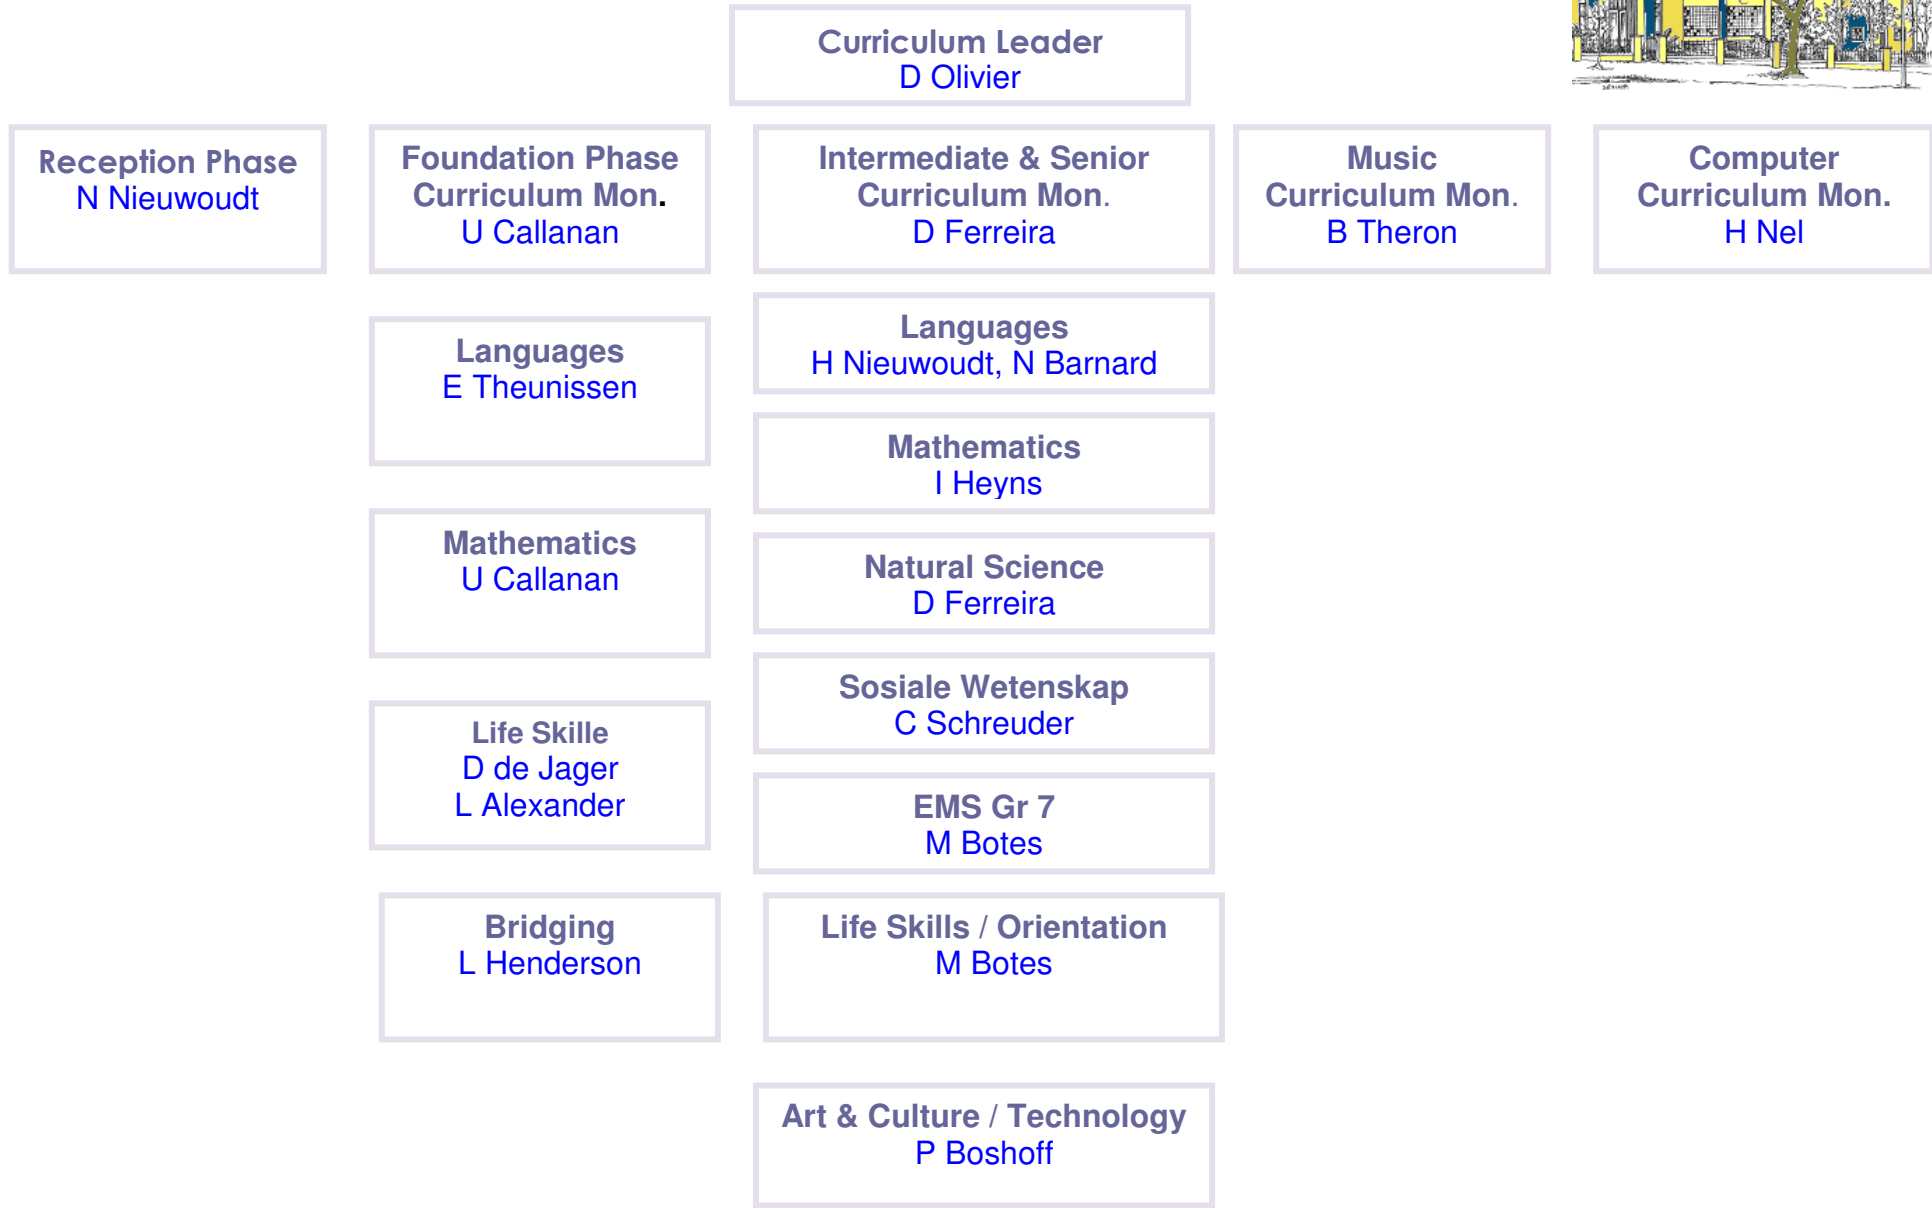 Curriculum Leader
D Olivier
Reception Phase
N Nieuwoudt
Foundation Phase
Curriculum Mon.
U Callanan
Intermediate & Senior
Curriculum Mon.
D Ferreira
Music
Curriculum Mon.
B Theron
Computer
Curriculum Mon.
H Nel
Languages
E Theunissen
Mathematics
U Callanan
Life Skille
D de Jager
L Alexander
Bridging
L Henderson
Languages
H Nieuwoudt, N Barnard
Mathematics
I Heyns
Natural Science
D Ferreira
Sosiale Wetenskap
C Schreuder
EMS Gr 7
M Botes
Life Skills / Orientation
M Botes
Art & Culture / Technology
P Boshoff